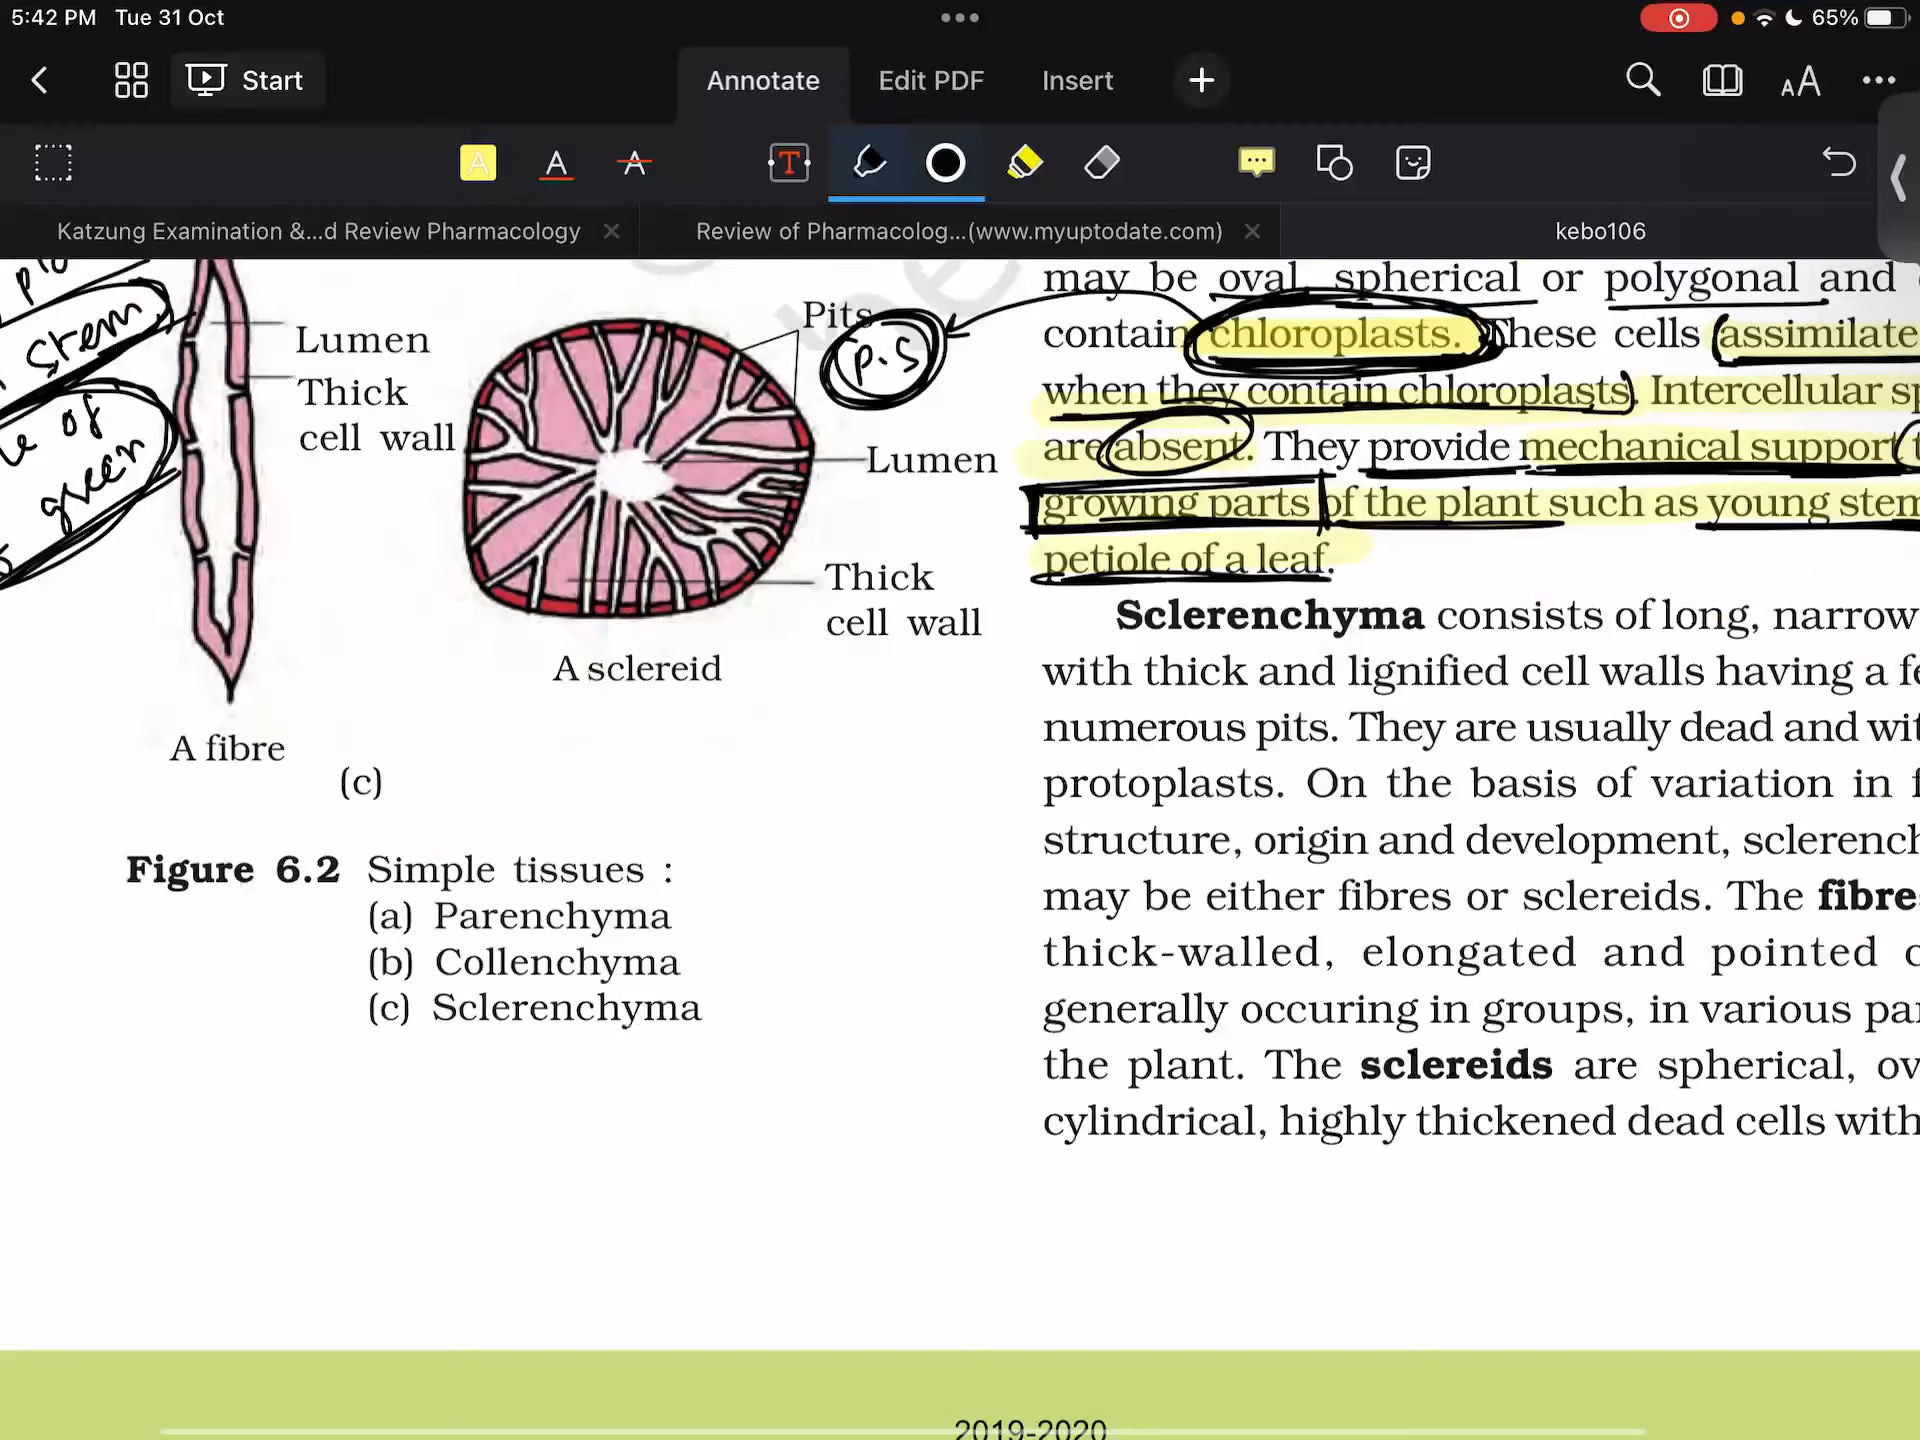 5:42 PM Tue 31 Oct
65%
Start
Annotate
Edit PDF
Insert
Katzung Examination &...d Review Pharmacology
Review of Pharmacolog...(www.myuptodate.com)
kebo106
stem
of
green
Lumen
Thick
cell wall
A fibre
Pits
P.S
Lumen
Thick
cell wall
A sclereid
(c)
Figure 6.2 Simple tissues :
(a) Parenchyma
(b) Collenchyma
(c) Sclerenchyma
may be oval, spherical or polygonal and
contain chloroplasts. These cells assimilate
when they contain chloroplasts. Intercellular
are absent. They provide mechanical support
growing parts of the plant such as young stem
petiole of a leaf.
Sclerenchyma consists of long, narrow
with thick and lignified cell walls having a
numerous pits. They are usually dead and
protoplasts. On the basis of variation in
structure, origin and development,
may be either fibres or sclereids. The fibre
thick-walled, elongated and pointed
generally occuring in groups, in various
the plant. The sclereids are spherical,
cylindrical, highly thickened dead cells with
2019-2020